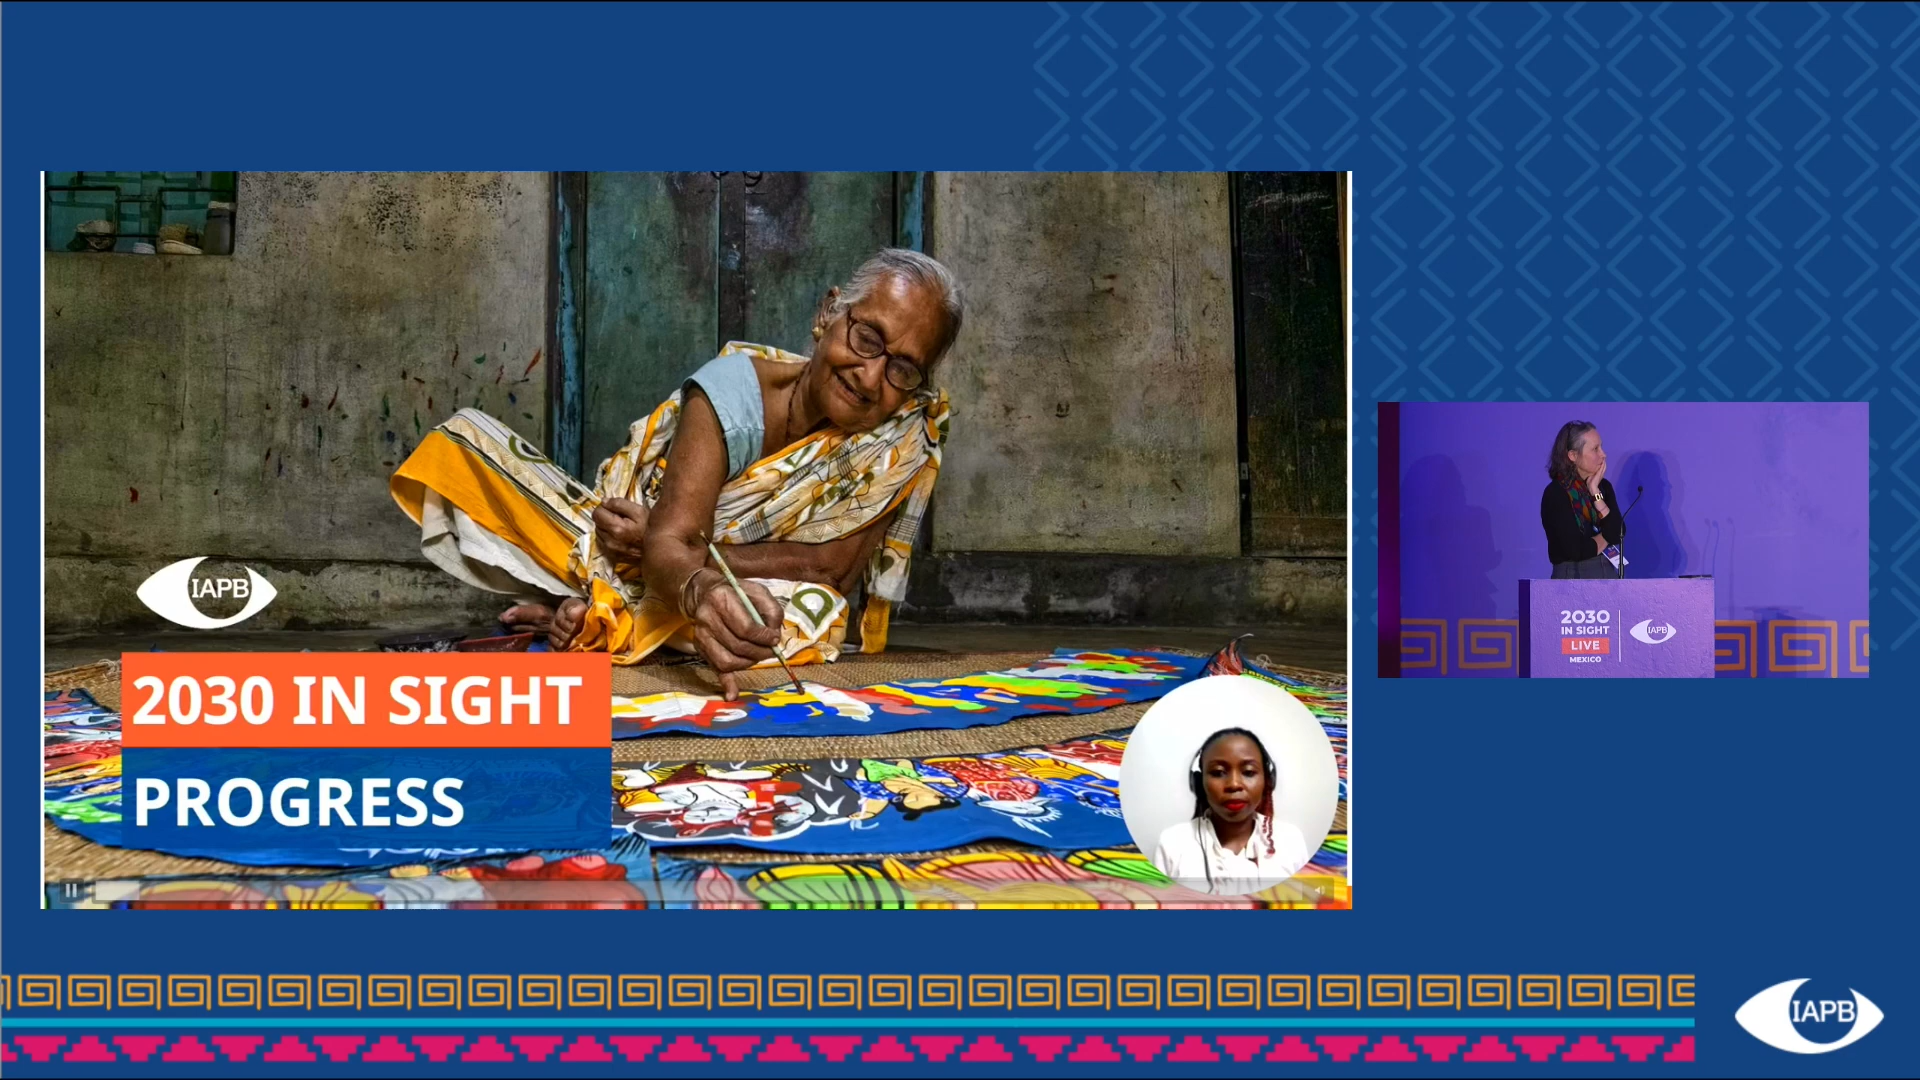 IAPB
2030 IN SIGHT
PROGRESS
2030
IN SIGHT
LIVE
MEXICO
IAPB
IAPB